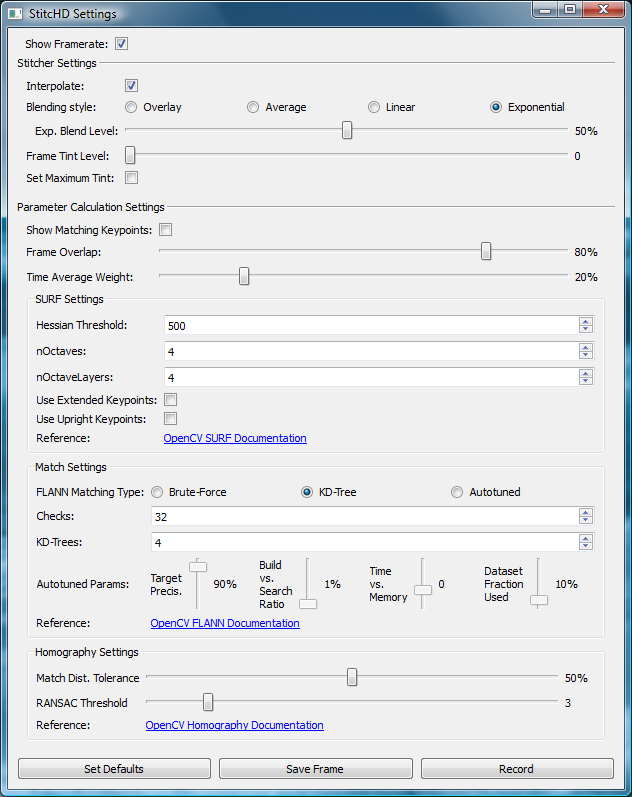 StitcHD Settings
Show Framerate:
Stitcher Settings
Interpolate:
Blending style: Overlay Average Linear Exponential
Exp. Blend Level: 50%
Frame Tint Level: 0
Set Maximum Tint:
Parameter Calculation Settings
Show Matching Keypoints:
Frame Overlap: 80%
Time Average Weight: 20%
SURF Settings
Hessian Threshold: 500
nOctaves: 4
nOctaveLayers: 4
Use Extended Keypoints:
Use Upright Keypoints:
Reference: OpenCV SURF Documentation
Match Settings
FLANN Matching Type: Brute-Force KD-Tree Autotuned
Checks: 32
KD-Trees: 4
Autotuned Params:
Target
Precis.
90%
Build
vs.
Search
Ratio
1%
Time
vs.
Memory
0
Dataset
Fraction
Used
10%
Reference: OpenCV FLANN Documentation
Homography Settings
Match Dist. Tolerance 50%
RANSAC Threshold 3
Reference: OpenCV Homography Documentation
Set Defaults Save Frame Record